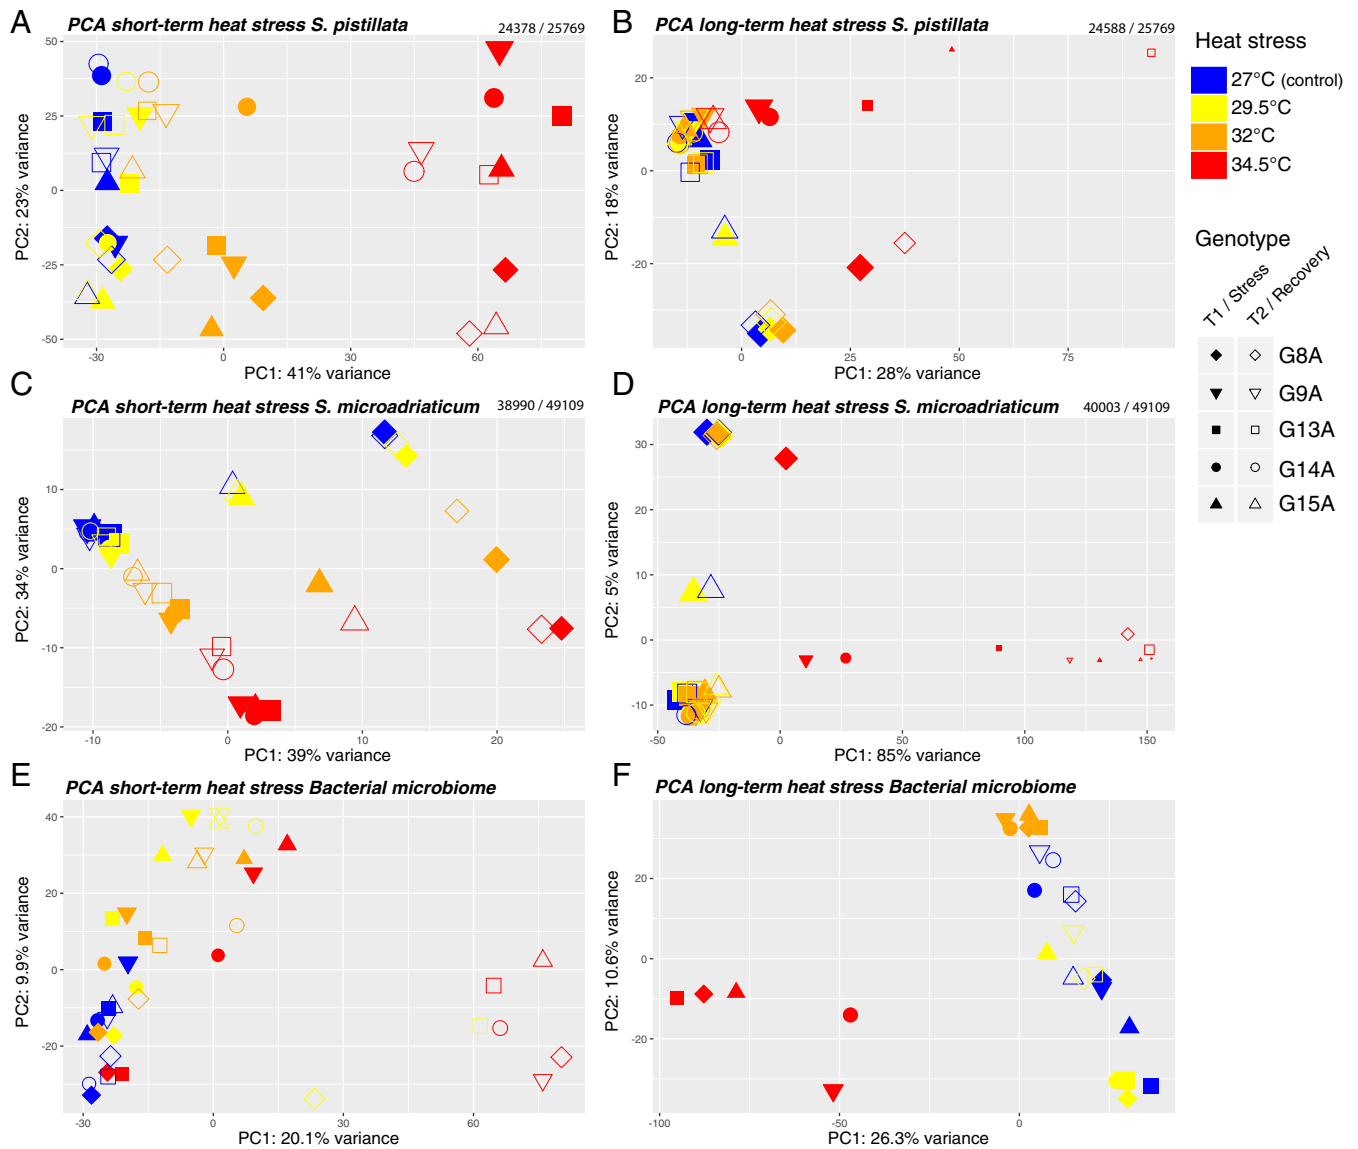 A
PCA short-term heat stress S. pistillata
24378 / 25769
50
25
0
-25
-50
PC2: 23% variance
-30
0
30
60
PC1: 41% variance
B
PCA long-term heat stress S. pistillata
24588 / 25769
20
0
-20
PC2: 18% variance
0
25
50
75
PC1: 28% variance
Heat stress
27°C (control)
29.5°C
32°C
34.5°C
Genotype
T1 / Stress
T2 / Recovery
G8A
G9A
G13A
G14A
G15A
C
PCA short-term heat stress S. microadriaticum
38990 / 49109
10
0
-10
-20
PC2: 34% variance
-10
0
10
20
PC1: 39% variance
D
PCA long-term heat stress S. microadriaticum
40003 / 49109
30
20
10
0
-10
PC2: 5% variance
-50
0
50
100
150
PC1: 85% variance
E
PCA short-term heat stress Bacterial microbiome
40
20
0
-20
PC2: 9.9% variance
-30
0
30
60
PC1: 20.1% variance
F
PCA long-term heat stress Bacterial microbiome
20
0
-20
PC2: 10.6% variance
-100
-50
0
PC1: 26.3% variance